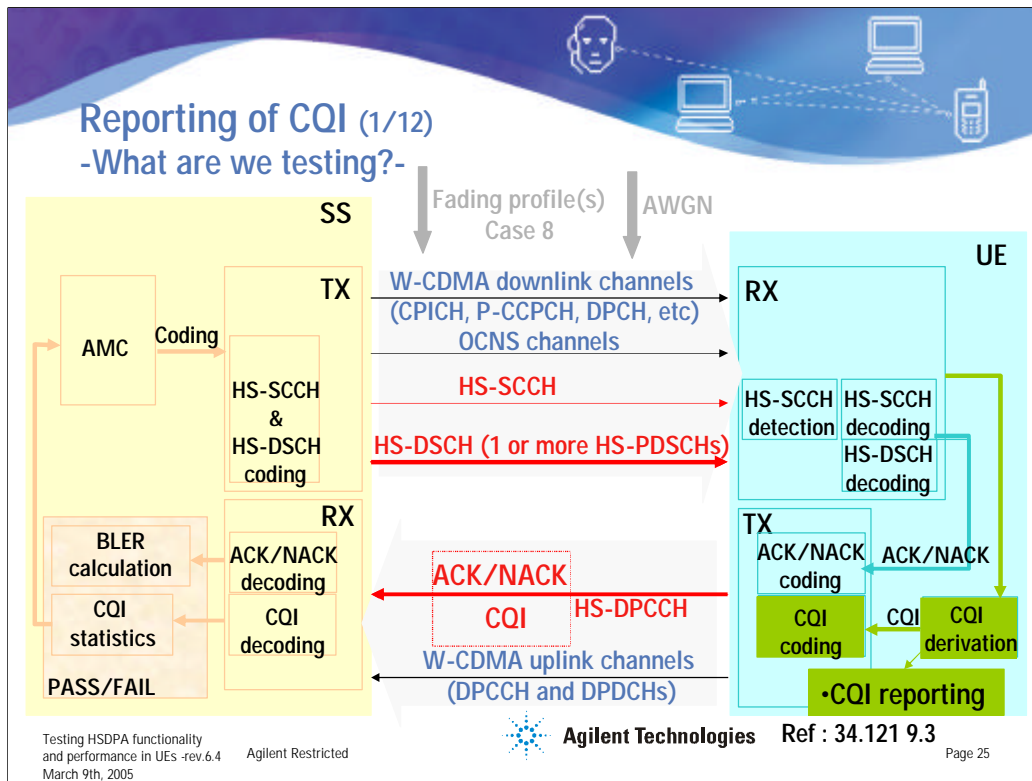 Reporting of CQI (1/12)
-What are we testing?-
Fading profile(s)
Case 8
AWGN
SS
UE
TX
RX
AMC
Coding
HS-SCCH
&
HS-DSCH
coding
W-CDMA downlink channels
(CPICH, P-CCPCH, DPCH, etc)
OCNS channels
HS-SCCH
HS-DSCH (1 or more HS-PDSCHs)
HS-SCCH
detection
HS-SCCH
decoding
HS-DSCH
decoding
RX
BLER
calculation
ACK/NACK
decoding
CQI
statistics
CQI
decoding
PASS/FAIL
ACK/NACK
CQI
HS-DPCCH
W-CDMA uplink channels
(DPCCH and DPDCHs)
TX
ACK/NACK
coding
ACK/NACK
CQI
coding
CQI
CQI
derivation
•CQI reporting
Testing HSDPA functionality
and performance in UEs -rev.6.4
March 9th, 2005
Agilent Restricted
Agilent Technologies
Ref : 34.121 9.3
Page 25